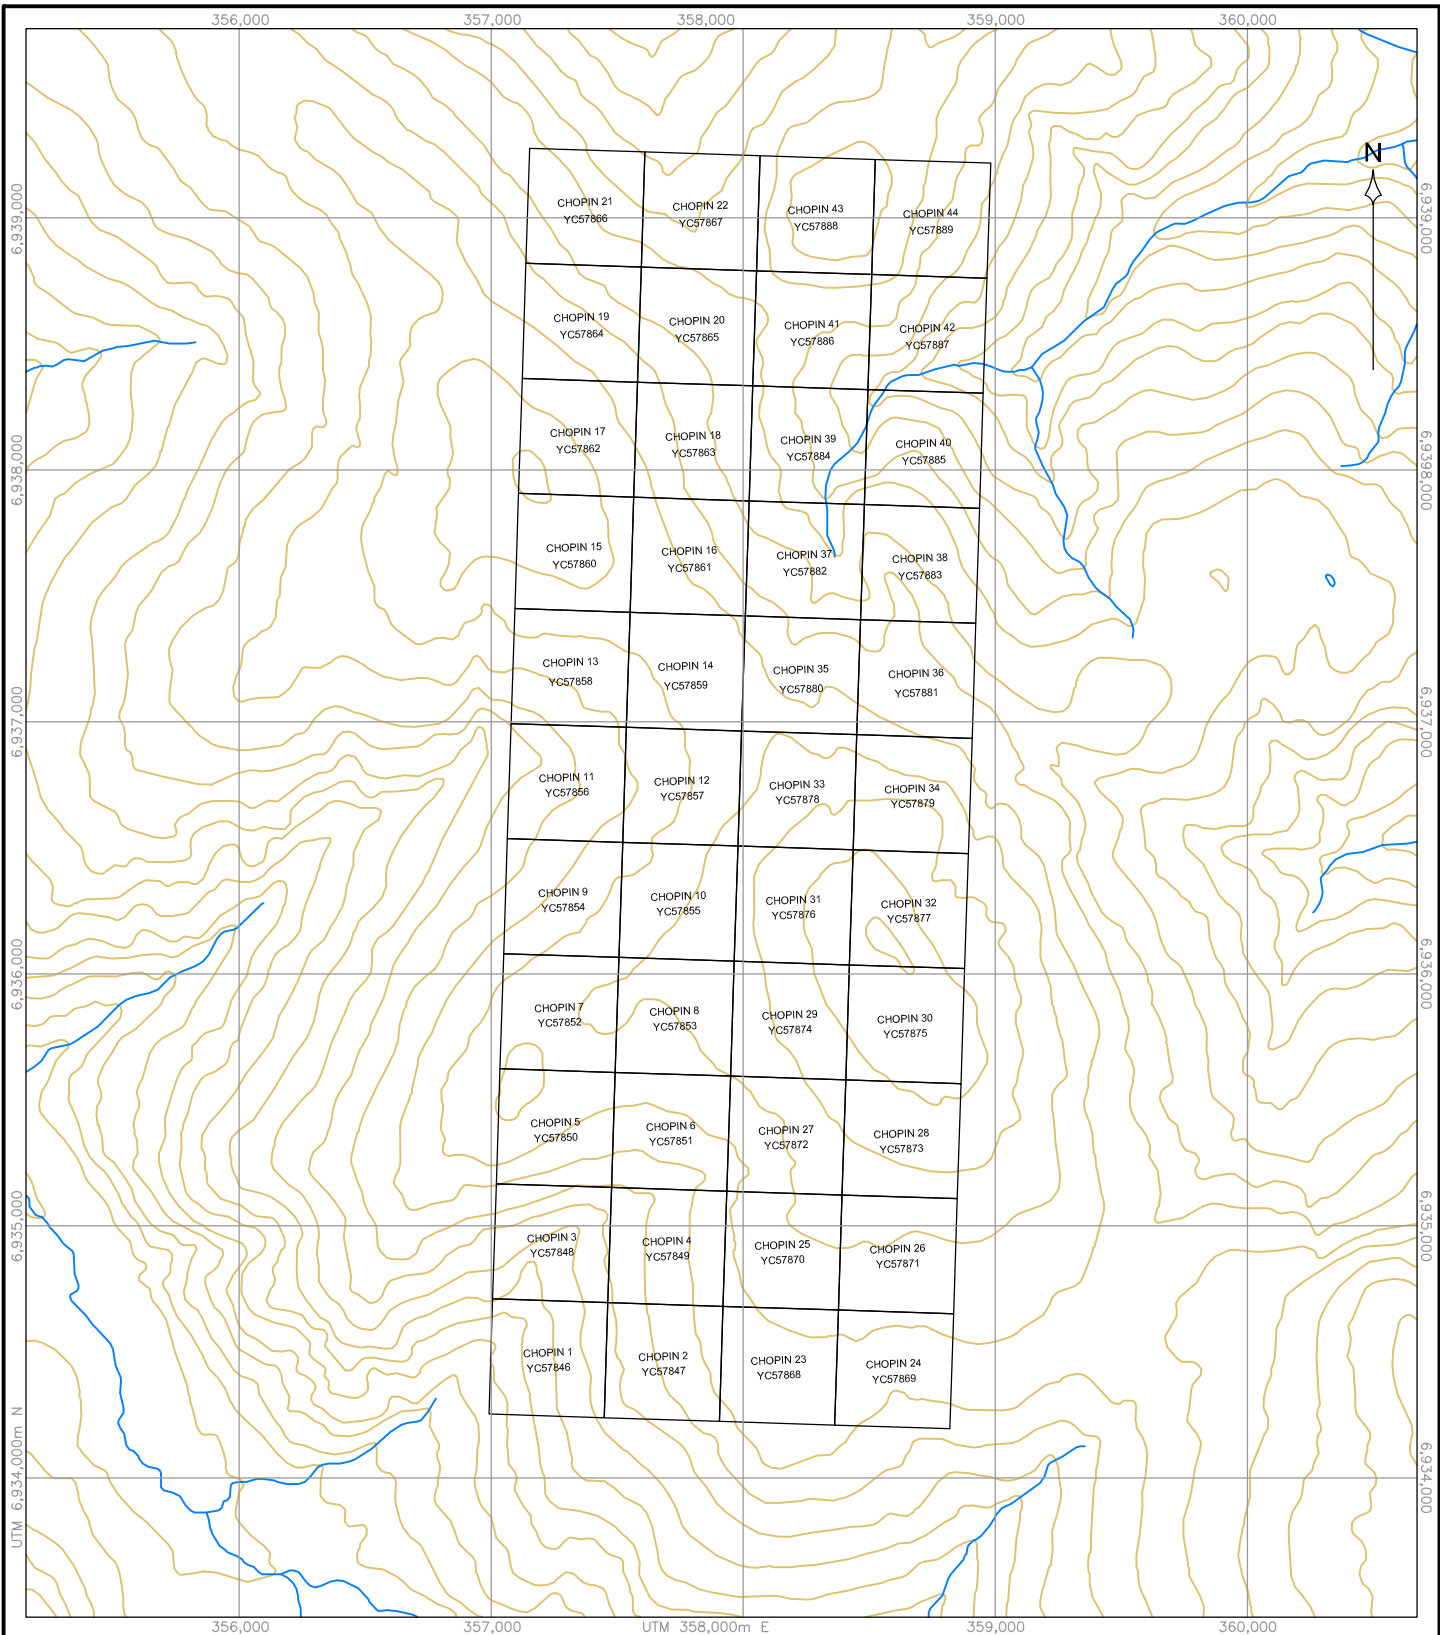 356,000
357,000
358,000
359,000
360,000
N
6,939,000
6,939,000
CHOPIN 21
YC57866
CHOPIN 22
YC57867
CHOPIN 43
YC57888
CHOPIN 44
YC57889
CHOPIN 19
YC57864
CHOPIN 20
YC57865
CHOPIN 41
YC57886
CHOPIN 42
YC57887
6,938,000
6,9398,000
CHOPIN 17
YC57862
CHOPIN 18
YC57863
CHOPIN 39
YC57884
CHOPIN 40
YC57885
CHOPIN 15
YC57860
CHOPIN 16
YC57861
CHOPIN 37
YC57882
CHOPIN 38
YC57883
6,937,000
6,937,000
CHOPIN 13
YC57858
CHOPIN 14
YC57859
CHOPIN 35
YC57880
CHOPIN 36
YC57881
CHOPIN 11
YC57856
CHOPIN 12
YC57857
CHOPIN 33
YC57878
CHOPIN 34
YC57879
CHOPIN 9
YC57854
CHOPIN 10
YC57855
CHOPIN 31
YC57876
CHOPIN 32
YC57877
6,936,000
6,936,000
CHOPIN 7
YC57852
CHOPIN 8
YC57853
CHOPIN 29
YC57874
CHOPIN 30
YC57875
CHOPIN 5
YC57850
CHOPIN 6
YC57851
CHOPIN 27
YC57872
CHOPIN 28
YC57873
6,935,000
6,935,000
CHOPIN 3
YC57848
CHOPIN 4
YC57849
CHOPIN 25
YC57870
CHOPIN 26
YC57871
CHOPIN 1
YC57846
CHOPIN 2
YC57847
CHOPIN 23
YC57868
CHOPIN 24
YC57869
UTM 6,934,000m N
6,934,000
356,000
357,000
UTM 358,000m E
359,000
360,000